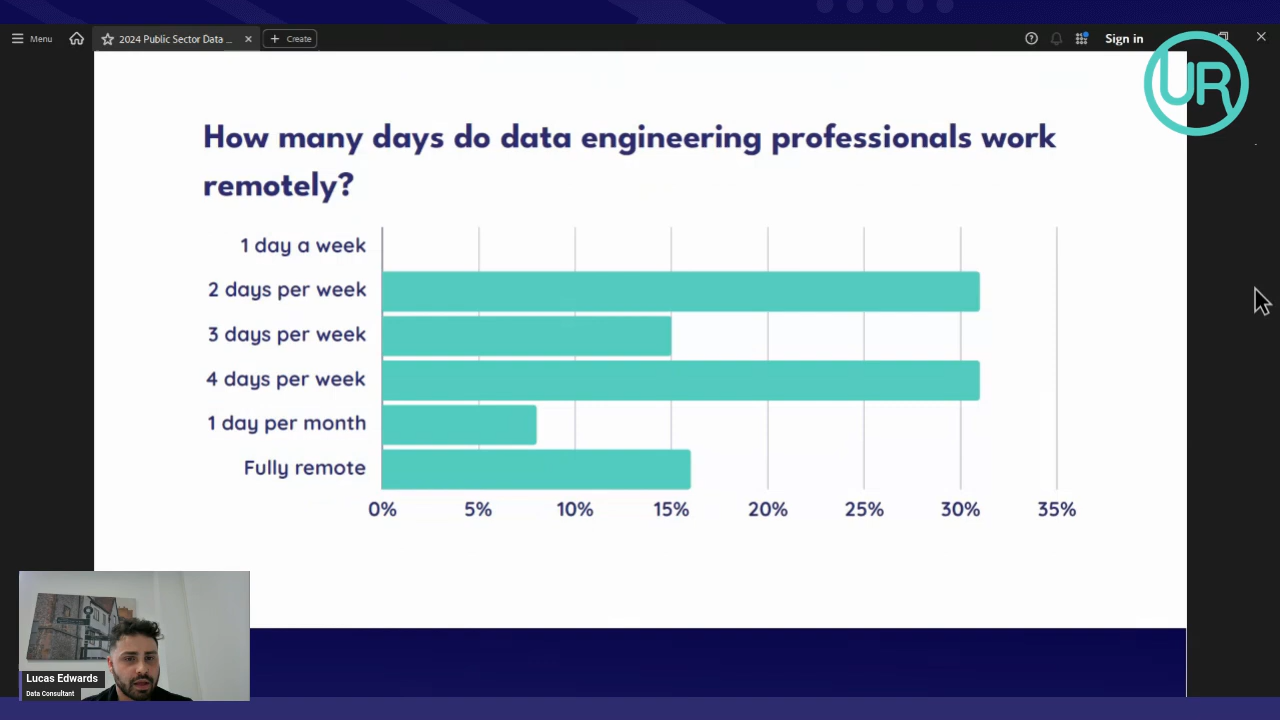 Menu
2024 Public Sector Data ...
Create
Sign in
UR
How many days do data engineering professionals work
remotely?
1 day a week
2 days per week
3 days per week
4 days per week
1 day per month
Fully remote
0% 5% 10% 15% 20% 25% 30% 35%
Lucas Edwards
Data Consultant